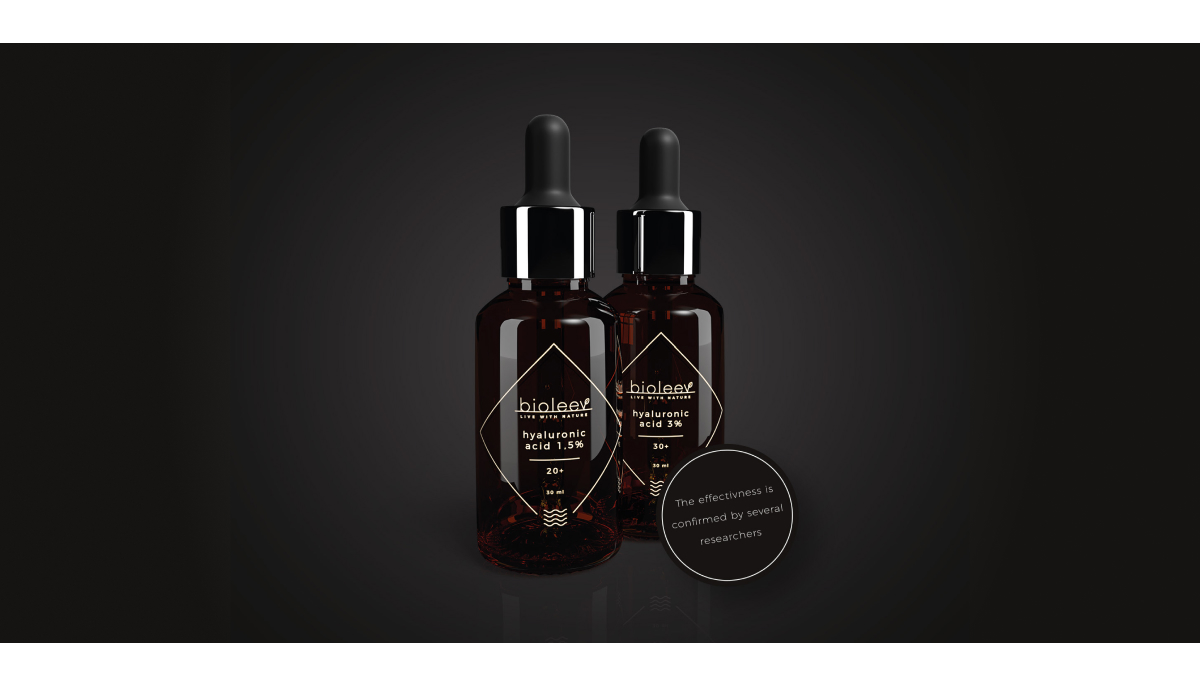 bioleev
LIVE WITH NATURE
hyaluronic
acid 1,5%
20+
30 ml
bioleev
LIVE WITH NATURE
hyaluronic
acid 3%
30+
30 ml
The effectivness is
confirmed by several
researchers